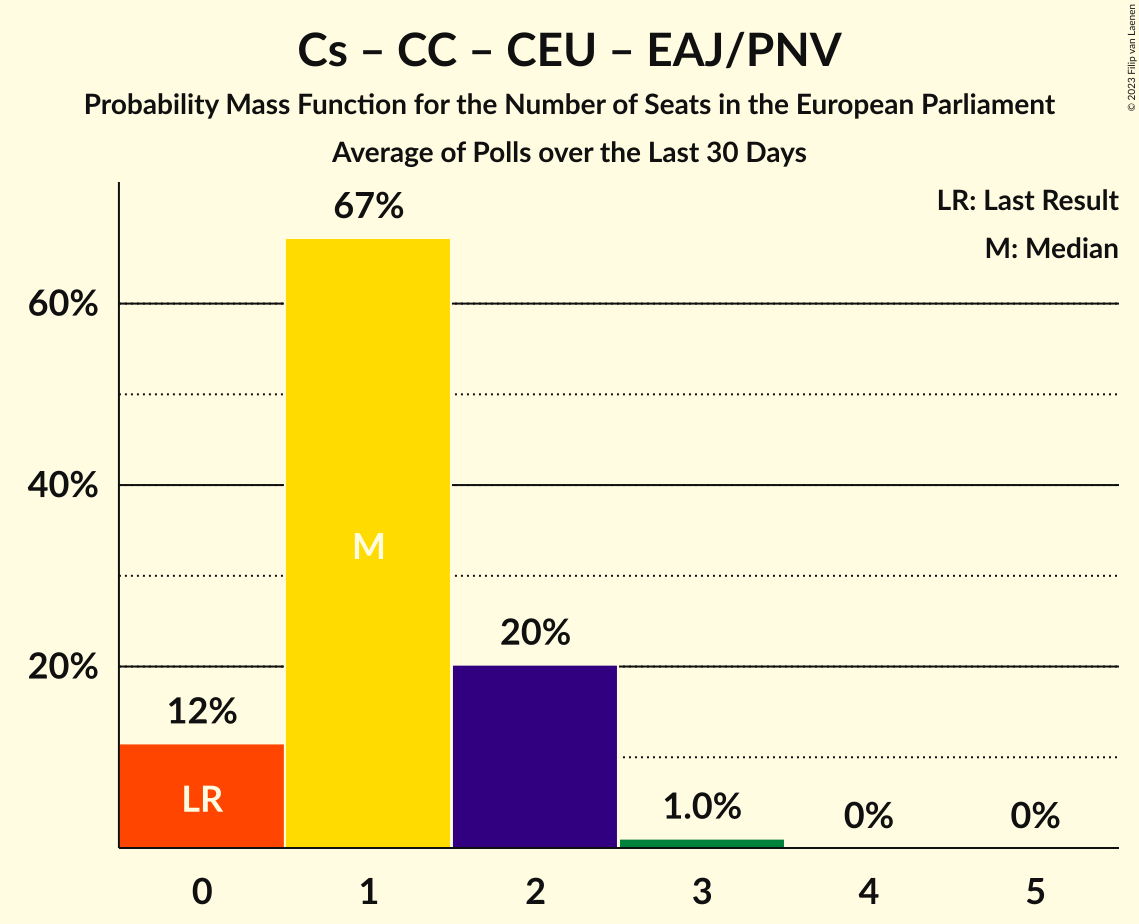 Cs – CC – CEU – EAJ/PNV
Probability Mass Function for the Number of Seats in the European Parliament
Average of Polls over the Last 30 Days
© 2023 Filip van Laenen
LR: Last Result
M: Median
67%
60%
40%
M
20%
20%
12%
LR
1.0%
0%
0%
0 1 2 3 4 5